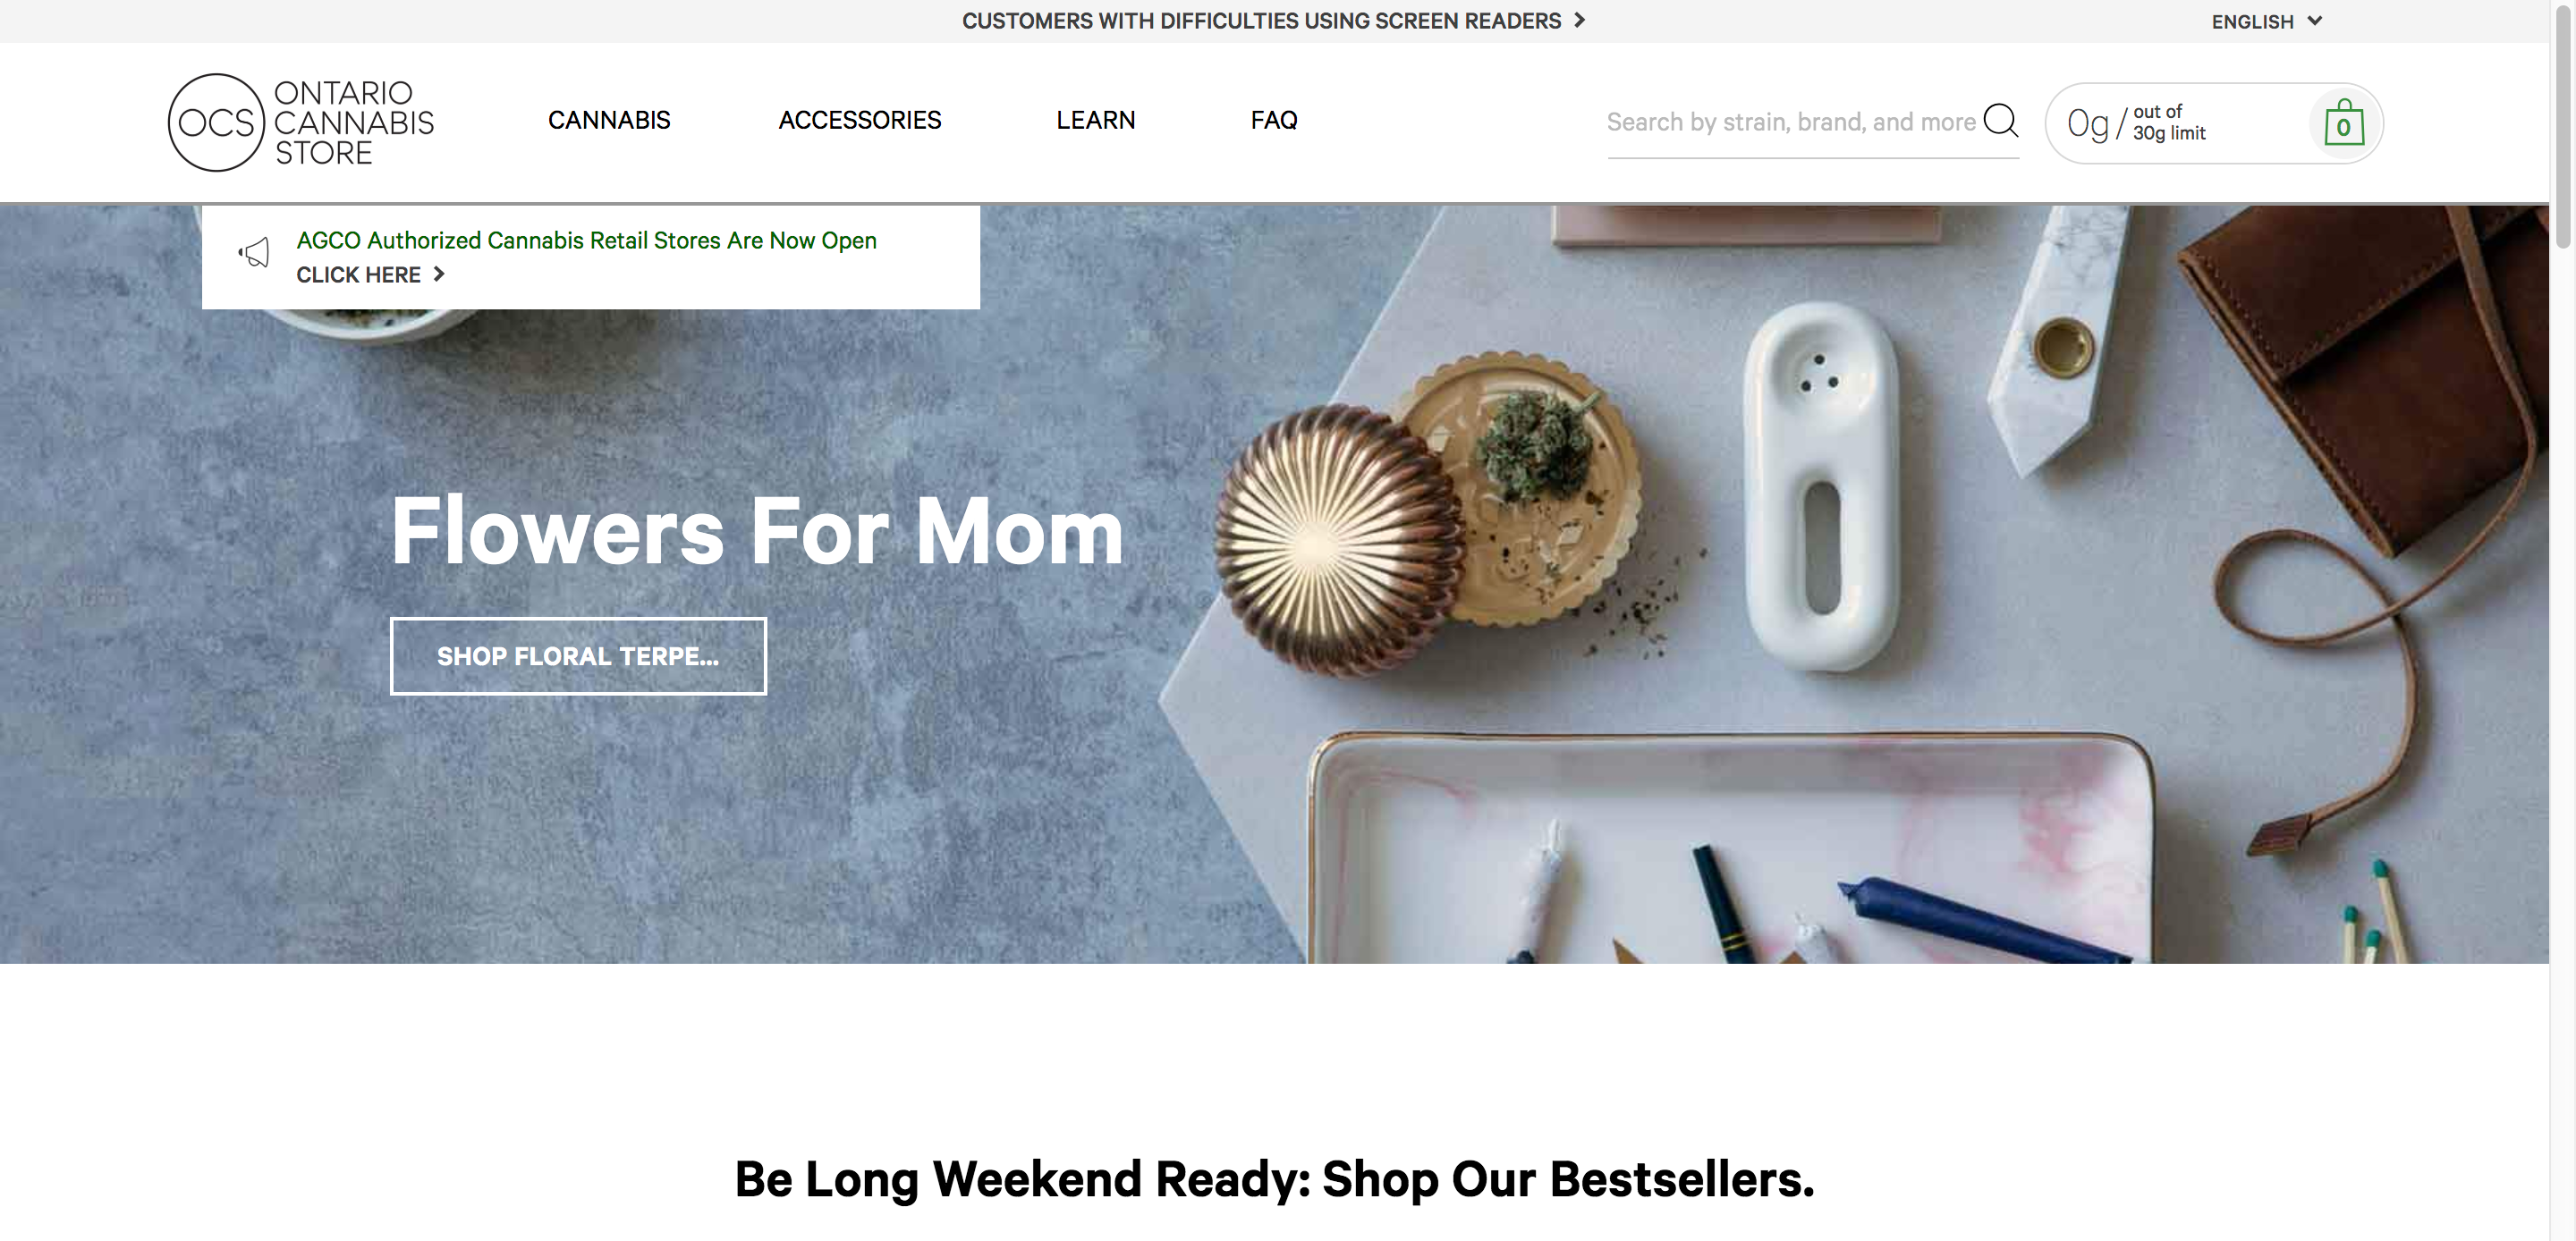 CUSTOMERS WITH DIFFICULTIES USING SCREEN READERS
ENGLISH
OCS
ONTARIO
CANNABIS
STORE
CANNABIS
ACCESSORIES
LEARN
FAQ
Search by strain, brand, and more
0g/
out of
30g limit
0
AGCO Authorized Cannabis Retail Stores Are Now Open
CLICK HERE
Flowers For Mom
SHOP FLORAL TERPE...
Be Long Weekend Ready: Shop Our Bestsellers.